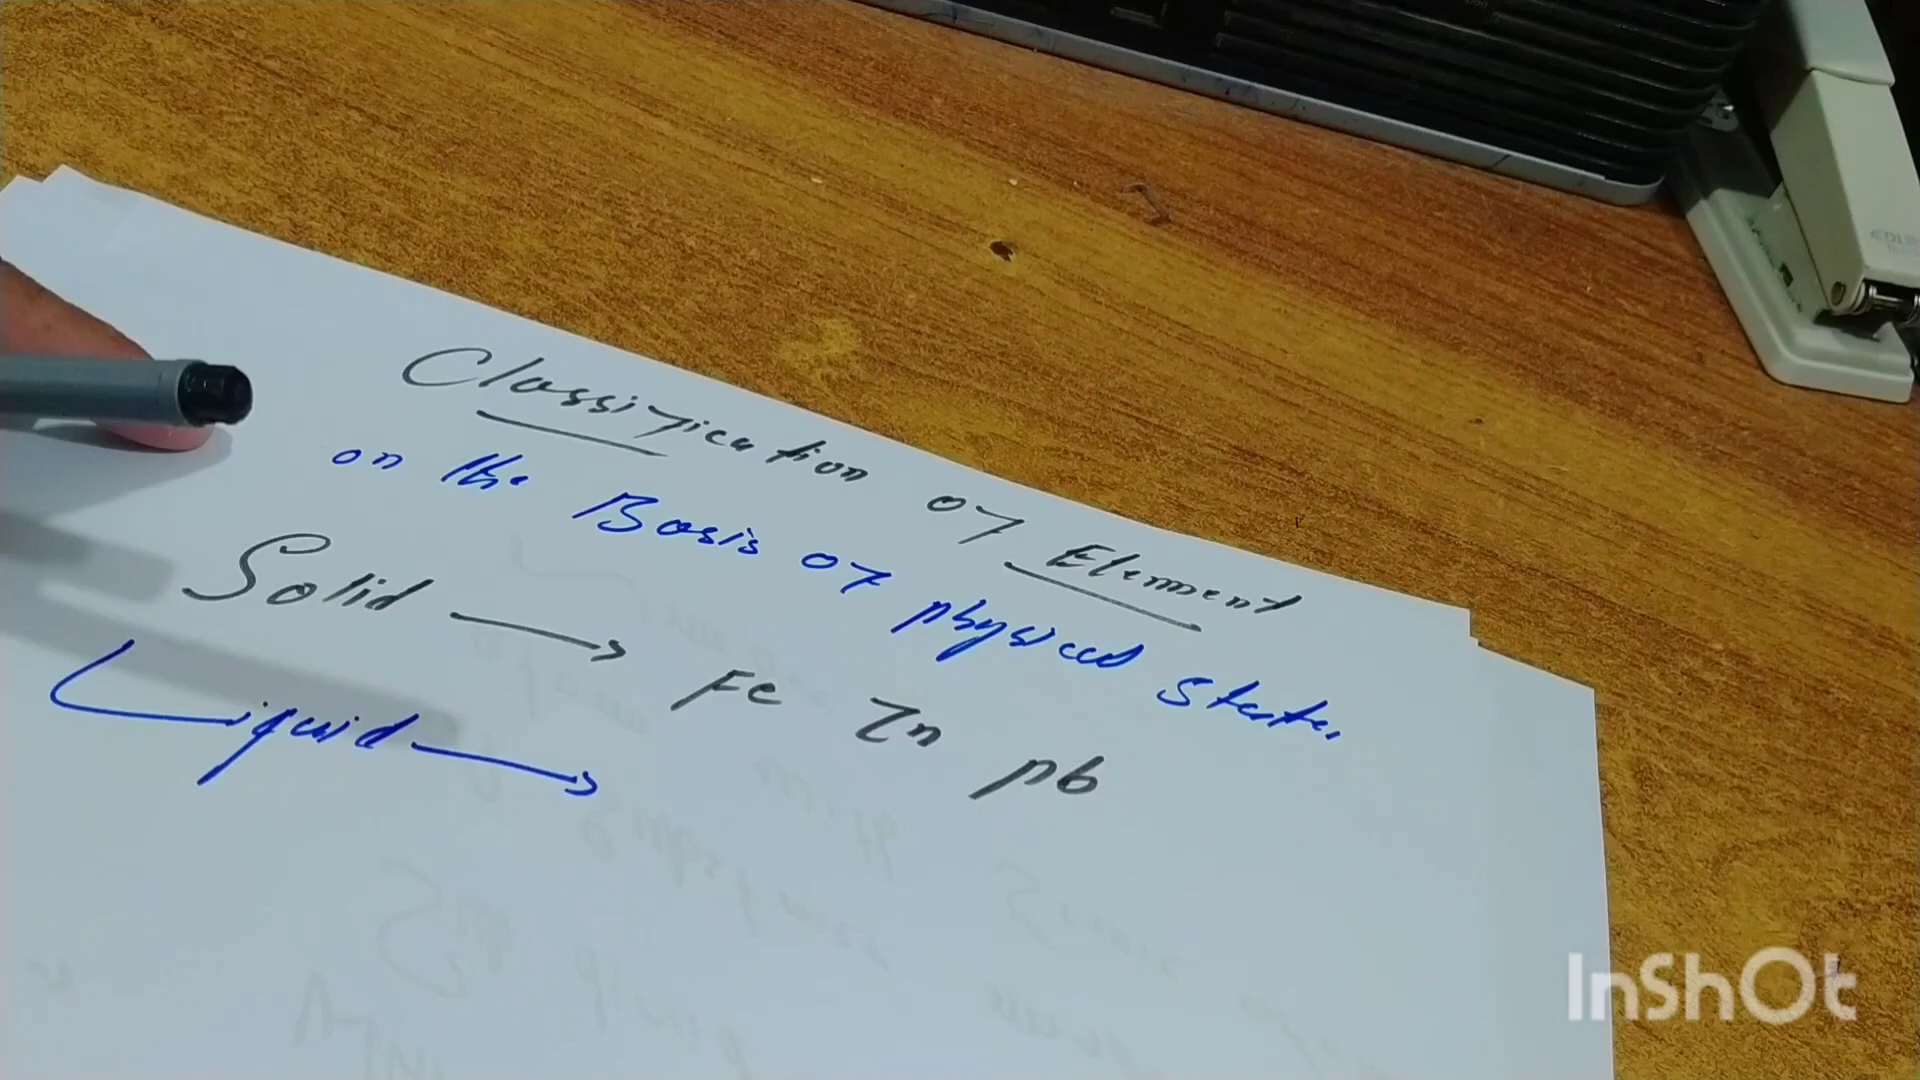 Classification of Element
on the Basis of physical state.
Solid → Fe Zn pb
Liquid →
InShOt